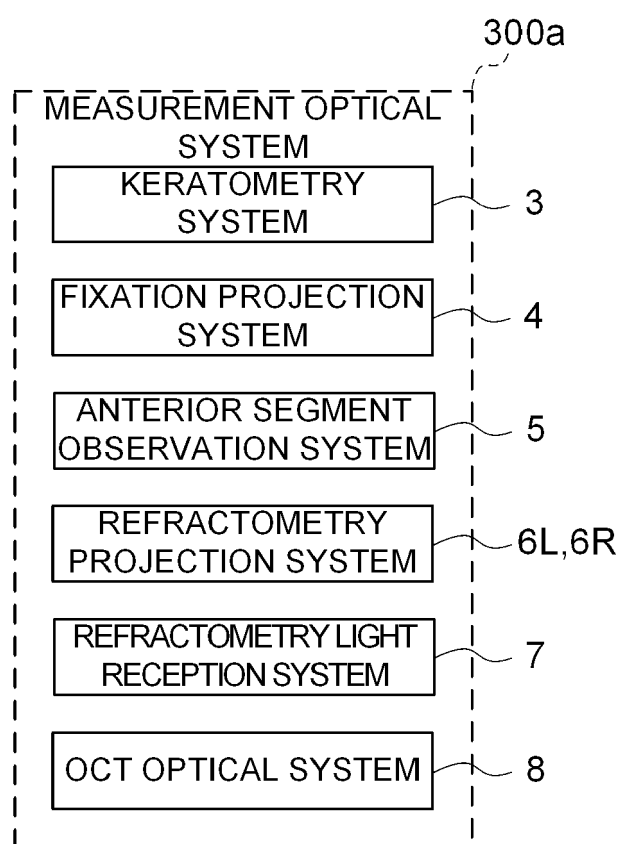 300a
MEASUREMENT OPTICAL
SYSTEM
KERATOMETRY
SYSTEM
3
FIXATION PROJECTION
SYSTEM
4
ANTERIOR SEGMENT
OBSERVATION SYSTEM
5
REFRACTOMETRY
PROJECTION SYSTEM
6L,6R
REFRACTOMETRY LIGHT
RECEPTION SYSTEM
7
OCT OPTICAL SYSTEM
8